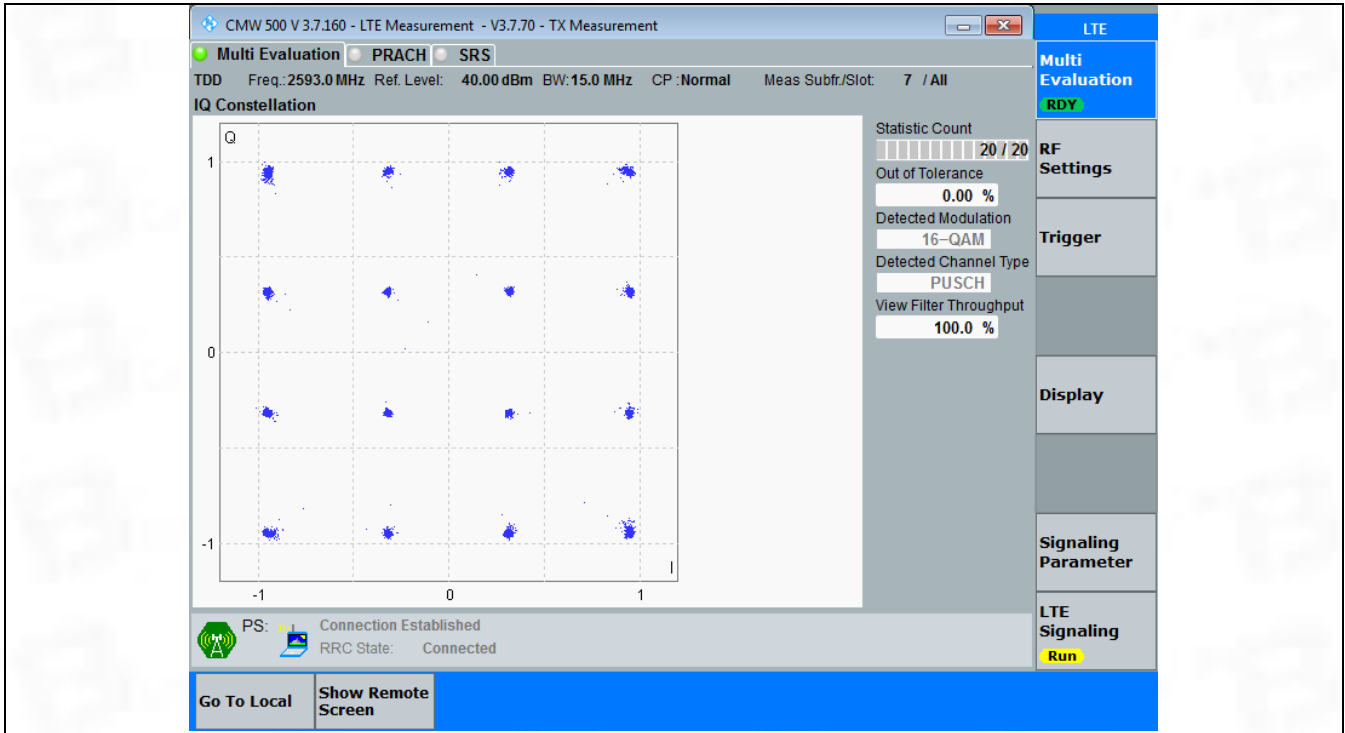 CMW 500 V 3.7.160 - LTE Measurement - V3.7.70 - TX Measurement
LTE
Multi Evaluation PRACH SRS
TDD Freq.: 2593.0 MHz Ref. Level: 40.00 dBm BW: 15.0 MHz CP : Normal Meas Subfr./Slot: 7 / All
IQ Constellation
Q
1
0
-1
I
-1 0 1
Statistic Count
20 / 20
Out of Tolerance
0.00 %
Detected Modulation
16-QAM
Detected Channel Type
PUSCH
View Filter Throughput
100.0 %
Multi
Evaluation
RDY
RF
Settings
Trigger
Display
Signaling
Parameter
LTE
Signaling
Run
PS: Connection Established
RRC State: Connected
Go To Local
Show Remote
Screen